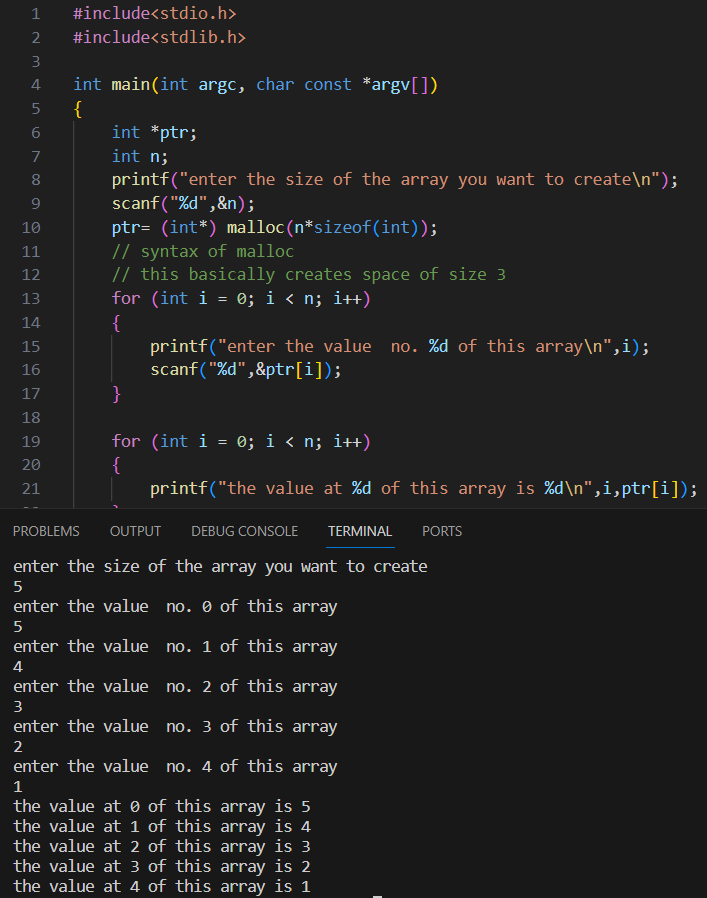 1 #include<stdio.h>
2 #include<stdlib.h>
3
4 int main(int argc, char const *argv[])
5 {
6     int *ptr;
7     int n;
8     printf("enter the size of the array you want to create\n");
9     scanf("%d",&n);
10     ptr= (int*) malloc(n*sizeof(int));
11     // syntax of malloc
12     // this basically creates space of size 3
13     for (int i = 0; i < n; i++)
14     {
15         printf("enter the value  no. %d of this array\n",i);
16         scanf("%d",&ptr[i]);
17     }
18
19     for (int i = 0; i < n; i++)
20     {
21         printf("the value at %d of this array is %d\n",i,ptr[i]);
PROBLEMS OUTPUT DEBUG CONSOLE TERMINAL PORTS
enter the size of the array you want to create
5
enter the value  no. 0 of this array
5
enter the value  no. 1 of this array
4
enter the value  no. 2 of this array
3
enter the value  no. 3 of this array
2
enter the value  no. 4 of this array
1
the value at 0 of this array is 5
the value at 1 of this array is 4
the value at 2 of this array is 3
the value at 3 of this array is 2
the value at 4 of this array is 1